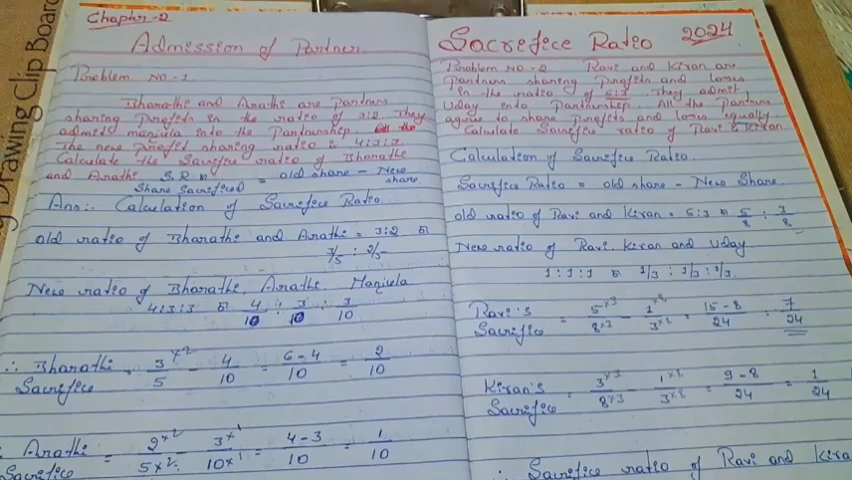 Drawing Clip Board
Chapter-2
Admission of Partner
Problem NO-1
Bharathi and Arathi are partners
sharing profits in the ratio of 3:2 They
admit manjula into the Partnership.
The new profit sharing ratio is 4:3:3
Calculate the Sacrifice ratio of Bharathi
and Arathi. S.R
Share Sacrificed = old share - New share.
Ans:- Calculation of Sacrifice Ratio.
old ratio of Bharathi and Arathi = 3:2
3/5 : 2/5
New ratio of Bharathi, Arathi. Manjula
4:3:3 4/10 : 3/10 : 3/10
∴ Bharathi Sacrifice = 3×2/5 - 4/10 = 6-4/10 = 2/10
Arathi Sacrifice = 2×2/5×2 - 3×1/10×1 = 4-3/10 = 1/10
Sacrefice Ratio 2024
Problem NO-2 Ravi and Kiran are
partners sharing profits and losses
in the ratio of 5:3. They admit
Uday into Partnership. All the Partners
agree to share profits and losses equally.
Calculate Sacrifice ratio of Ravi & Kiran.
Calculation of Sacrifice Ratio.
Sacrifice Ratio = old share - New Share.
old ratio of Ravi and Kiran = 5:3 5/8 : 3/8
New ratio of Ravi. Kiran and Uday
1:1:1 1/3 : 1/3 : 1/3.
Ravi's Sacrifice = 5×3/8×3 - 1×8/3×8 = 15-8/24 = 7/24
Kiran's Sacrifice = 3×3/8×3 - 1×8/3×8 = 9-8/24 = 1/24
∴ Sacrifice ratio of Ravi and Kira